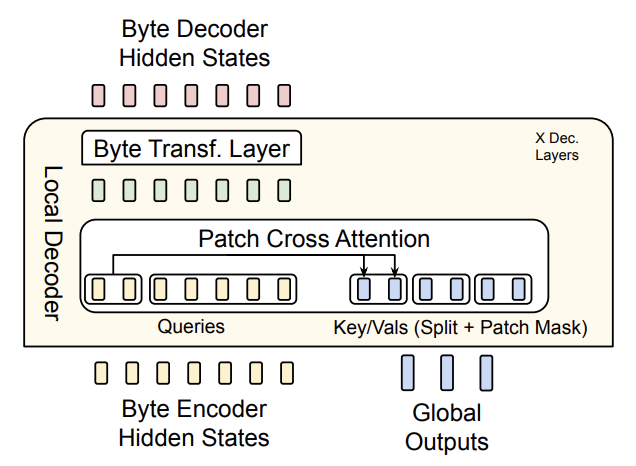 Byte Decoder
Hidden States
X Dec.
Layers
Byte Transf. Layer
Local Decoder
Patch Cross Attention
Queries
Key/Vals (Split + Patch Mask)
Byte Encoder
Hidden States
Global
Outputs